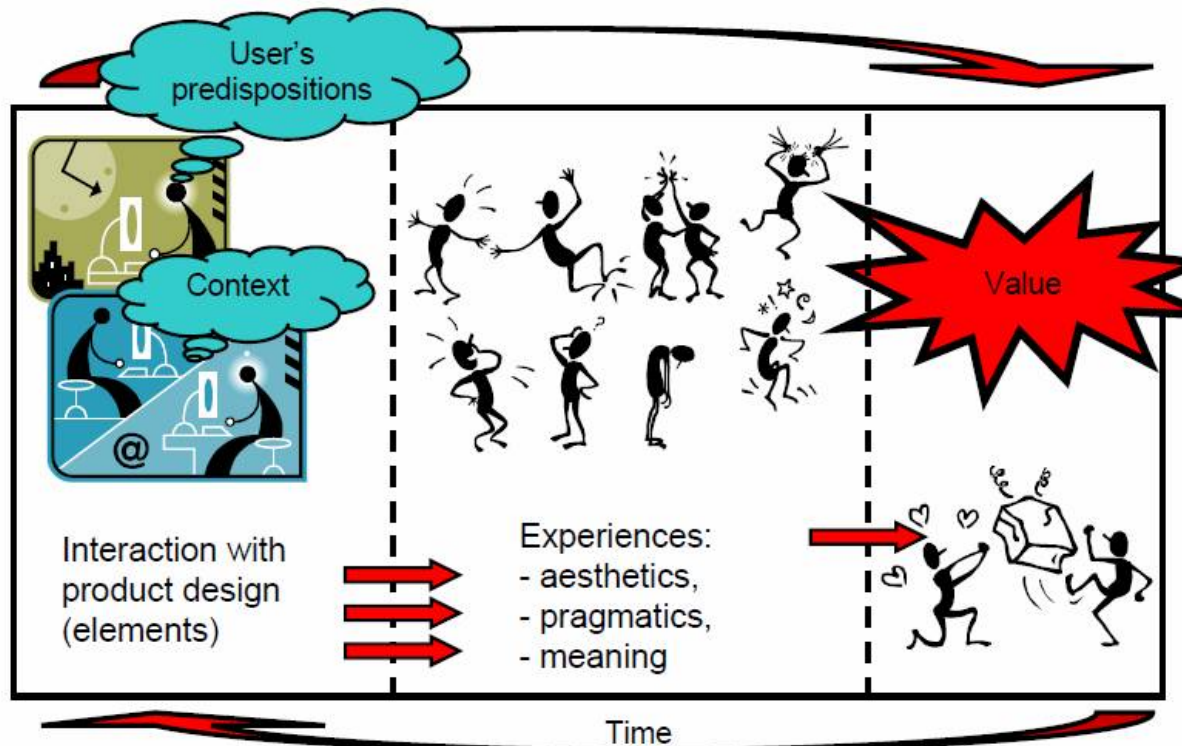 User's
predispositions
Context
@
Value
Interaction with
product design
(elements)
Experiences:
- aesthetics,
- pragmatics,
- meaning
Time